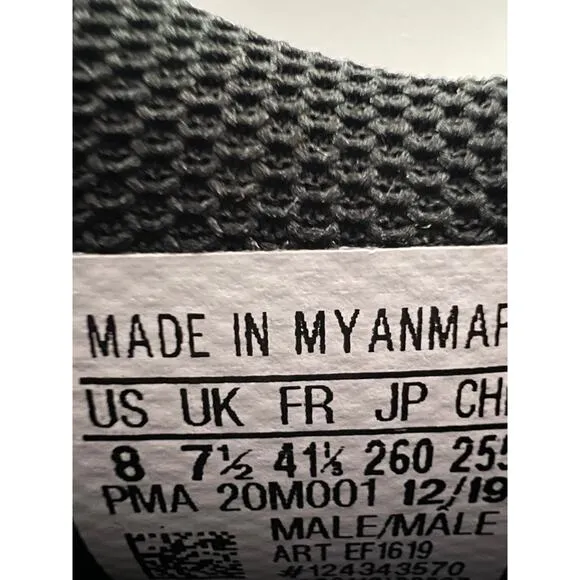 MADE IN MYANMAR
US UK FR JP CH
8 7½ 41⅓ 260 255
PMA 20M001 12/19
MALE/MÂLE
ART EF1619
#124343570